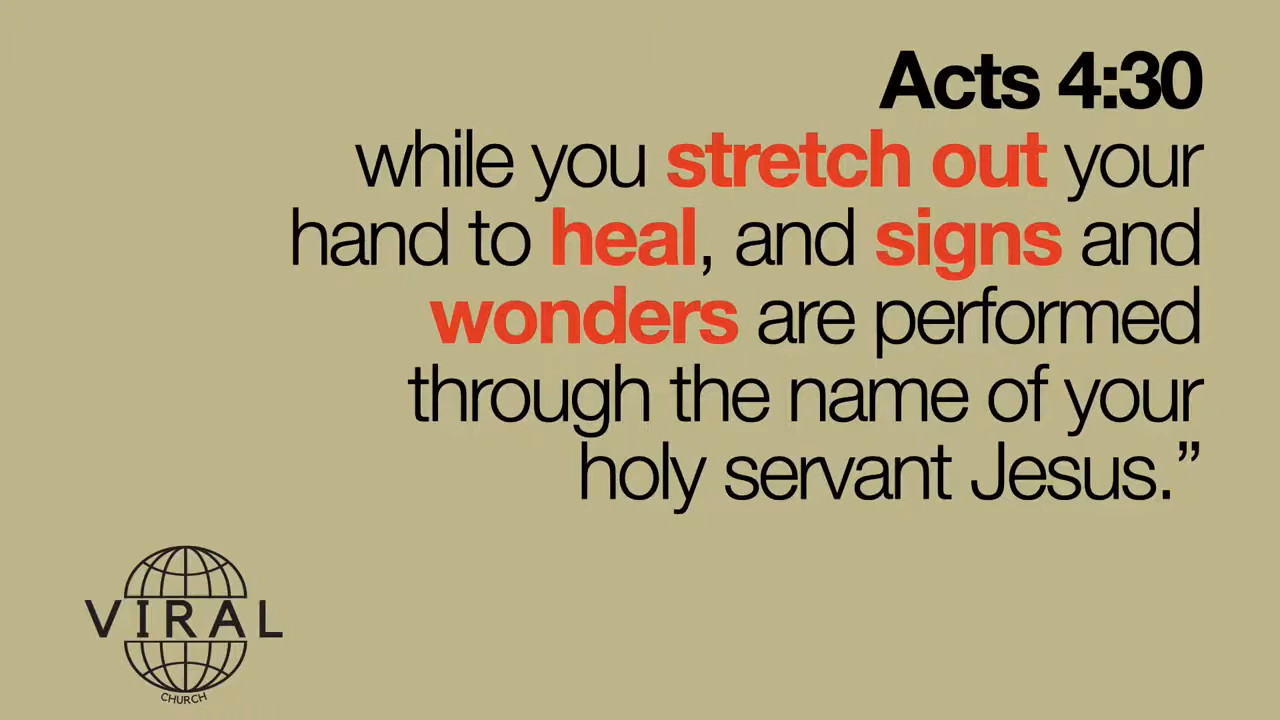 Acts 4:30
while you stretch out your
hand to heal, and signs and
wonders are performed
through the name of your
holy servant Jesus.”
VIRAL
CHURCH